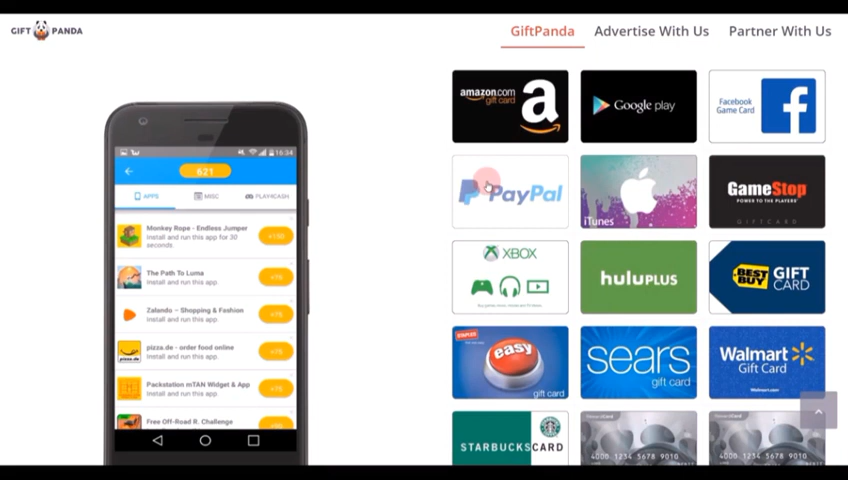 GIFT PANDA
GiftPanda
Advertise With Us
Partner With Us
16:34
621
APPS
MISC
PLAY4CASH
Monkey Rope - Endless Jumper
Install and run this app for 30
seconds.
The Path To Luma
Install and run this app.
Zalando – Shopping & Fashion
Install and run this app.
pizza.de - order food online
Install and run this app.
pizza.de
Packstation mTAN Widget & App
Install and run this app.
Free Off-Road R. Challenge
amazon.com
gift card
a
Google play
Facebook
Game Card
f
PayPal
iTunes
GameStop
POWER TO THE PLAYERS
GIFTCARD
XBOX
huluPLUS
BEST
BUY
GIFT
CARD
STAPLES
easy
gift card
sears
gift card
Walmart
Gift Card
Walmart.com
STARBUCKS CARD
4000 1234 5678 9010
4000 1234 5678 9010